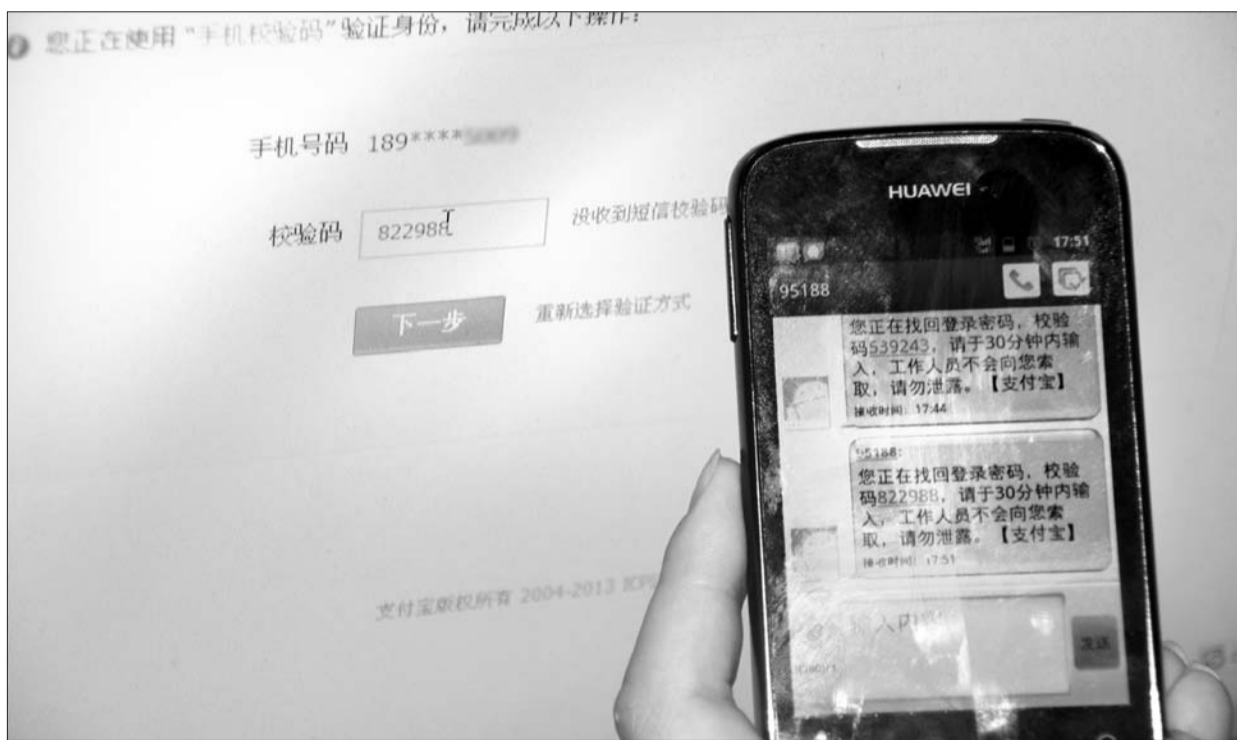 您正在使用“手机校验码”验证身份，请完成以下操作：
手机号码 189****
校验码 822988 没收到短信校验码
下一步 重新选择验证方式
支付宝版权所有 2004-2013
HUAWEI
17:51
95188
您正在找回登录密码，校验
码539243，请于30分钟内输
入，工作人员不会向您索
取，请勿泄露。【支付宝】
接收时间：17:44
95188:
您正在找回登录密码，校验
码822988，请于30分钟内输
入，工作人员不会向您索
取，请勿泄露。【支付宝】
接收时间：17:51
输入内容
发送